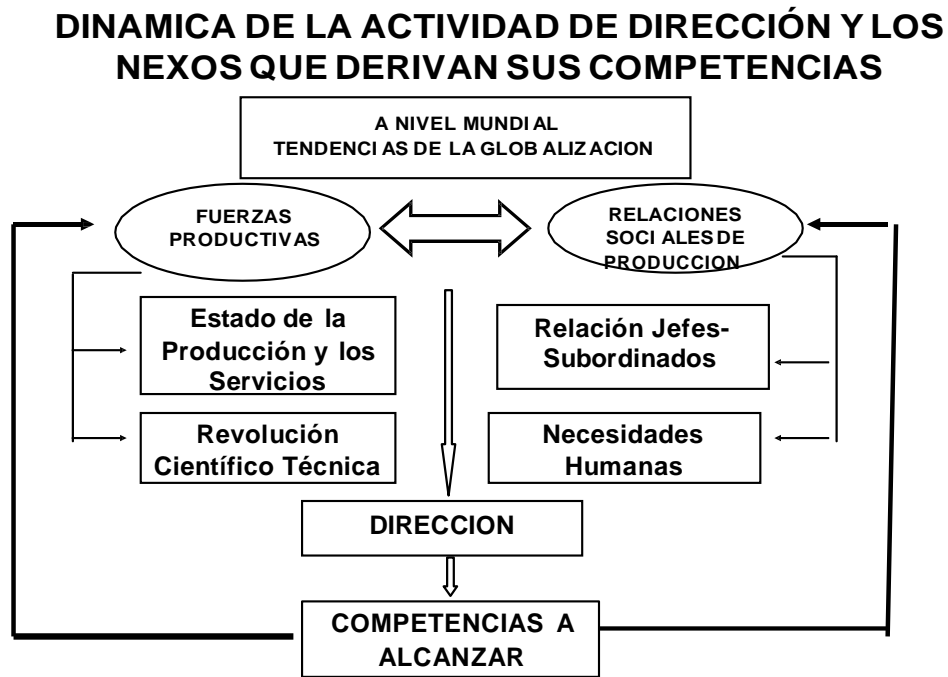 DINAMICA DE LA ACTIVIDAD DE DIRECCIÓN Y LOS
NEXOS QUE DERIVAN SUS COMPETENCIAS
A NIVEL MUNDIAL
TENDENCIAS DE LA GLOBALIZACION
FUERZAS
PRODUCTIVAS
RELACIONES
SOCIALES DE
PRODUCCION
Estado de la
Producción y los
Servicios
Relación Jefes-
Subordinados
Revolución
Científico Técnica
Necesidades
Humanas
DIRECCION
COMPETENCIAS A
ALCANZAR